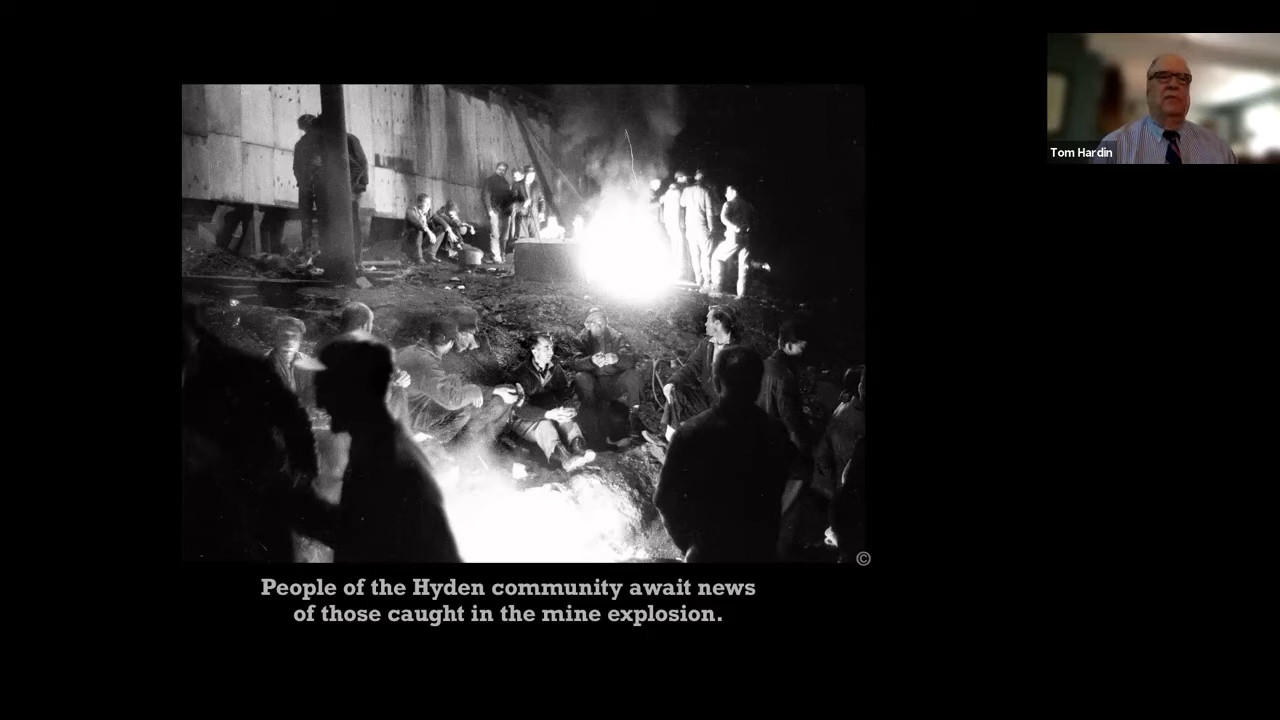 Tom Hardin
©
People of the Hyden community await news
of those caught in the mine explosion.